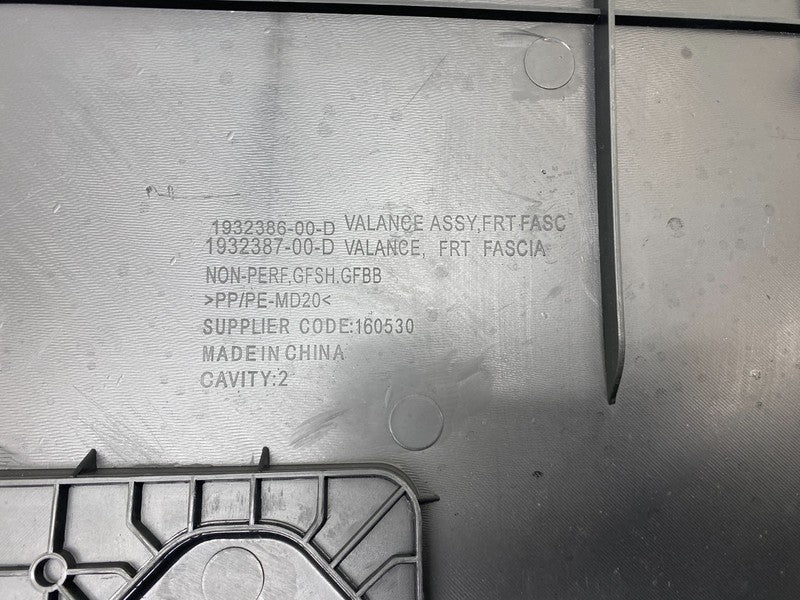 1932386-00-D VALANCE ASSY,FRT FASC
1932387-00-D VALANCE, FRT FASCIA
NON-PERF,GFSH,GFBB
>PP/PE-MD20<
SUPPLIER CODE:160530
MADE IN CHINA
CAVITY:2